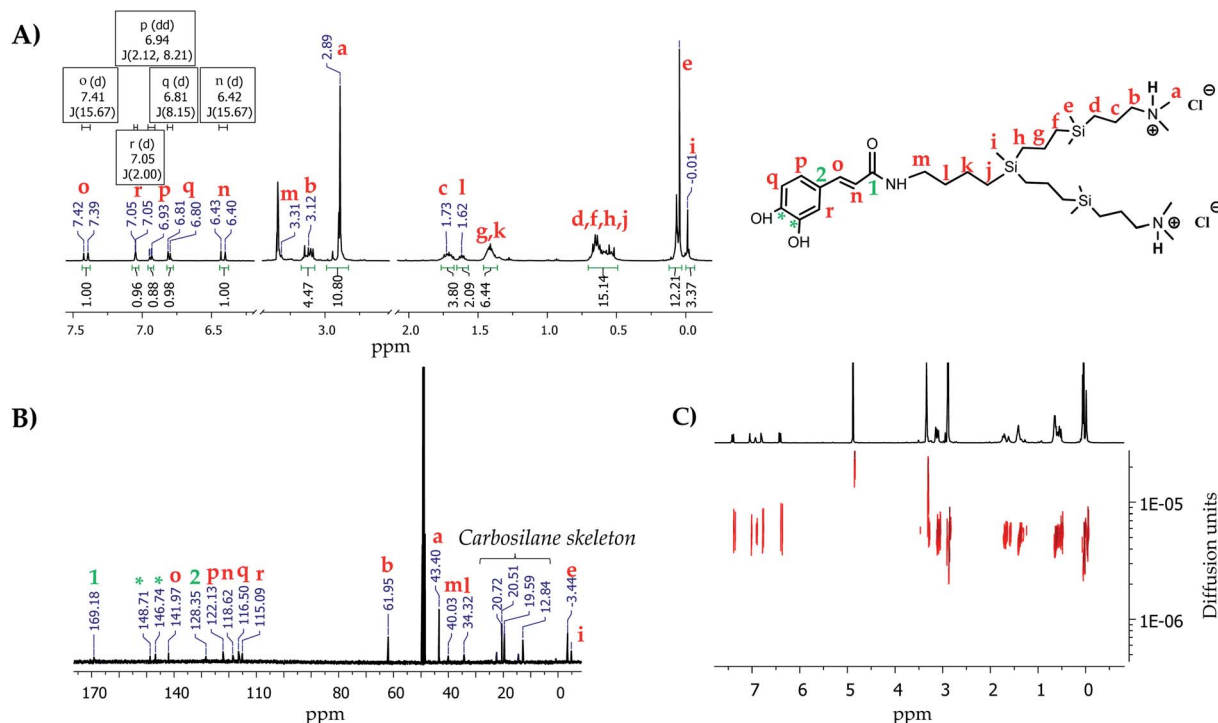 A)
p (dd)
6.94
J(2.12, 8.21)
o (d)
7.41
J(15.67)
q (d)
6.81
J(8.15)
n (d)
6.42
J(15.67)
r (d)
7.05
J(2.00)
o r p q n m b a c l g,k d,f,h,j e i
7.42
7.39
7.05
7.05
6.93
6.81
6.80
6.43
6.40
3.31
3.12
2.89
1.73
1.62
-0.01
1.00 0.96 0.88 0.98 1.00 4.47 10.80 3.80 2.09 6.44 15.14 12.21 3.37
7.5 7.0 6.5 3.0 2.0 1.5 1.0 0.5 0.0
ppm
a b c d e f g h i j k l m n o p q r
1 2
* *
H
N
⊕
Cl ⊖
Si
Si
O
NH
Si
OH
OH
N
H
⊕
Cl ⊖
B)
Carbosilane skeleton
1 * * o 2 p n q r b a m l e i
169.18
148.71
146.74
141.97
128.35
122.13
118.62
116.50
115.09
61.95
43.40
40.03
34.32
20.72
20.51
19.59
12.84
-3.44
170 140 110 80 60 40 20 0
ppm
C)
1E-05
1E-06
Diffusion units
7 6 5 4 3 2 1 0
ppm